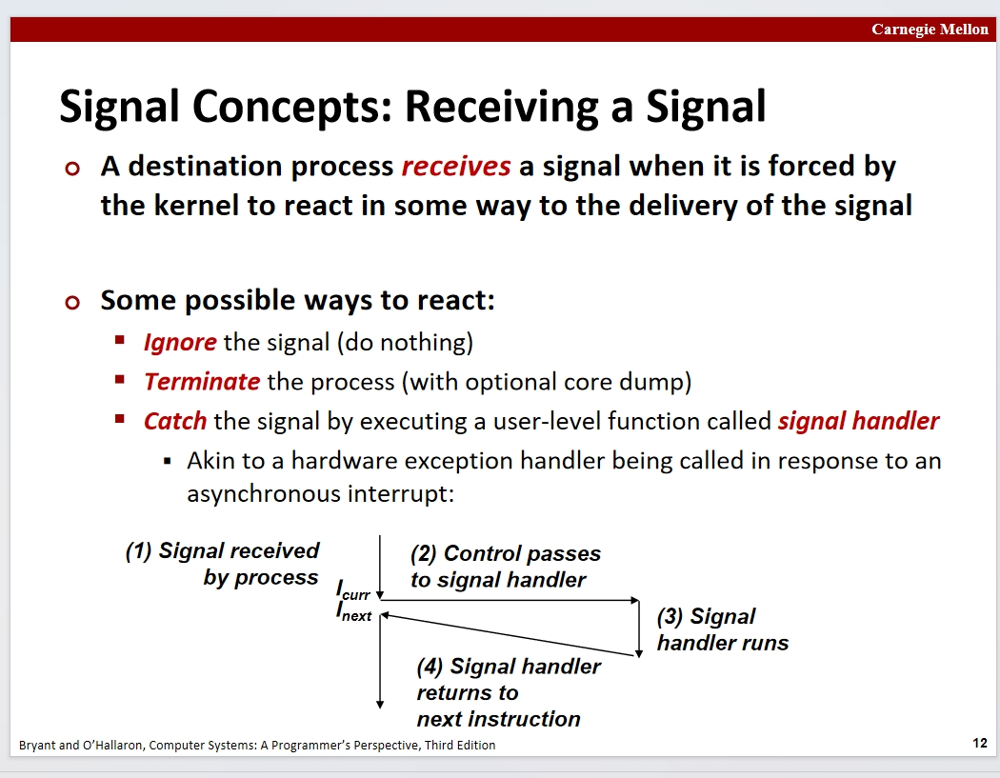 Carnegie Mellon
Signal Concepts: Receiving a Signal
A destination process receives a signal when it is forced by
the kernel to react in some way to the delivery of the signal
Some possible ways to react:
Ignore the signal (do nothing)
Terminate the process (with optional core dump)
Catch the signal by executing a user-level function called signal handler
Akin to a hardware exception handler being called in response to an
asynchronous interrupt:
(1) Signal received
by process
Icurr
Inext
(2) Control passes
to signal handler
(3) Signal
handler runs
(4) Signal handler
returns to
next instruction
Bryant and O'Hallaron, Computer Systems: A Programmer's Perspective, Third Edition
12